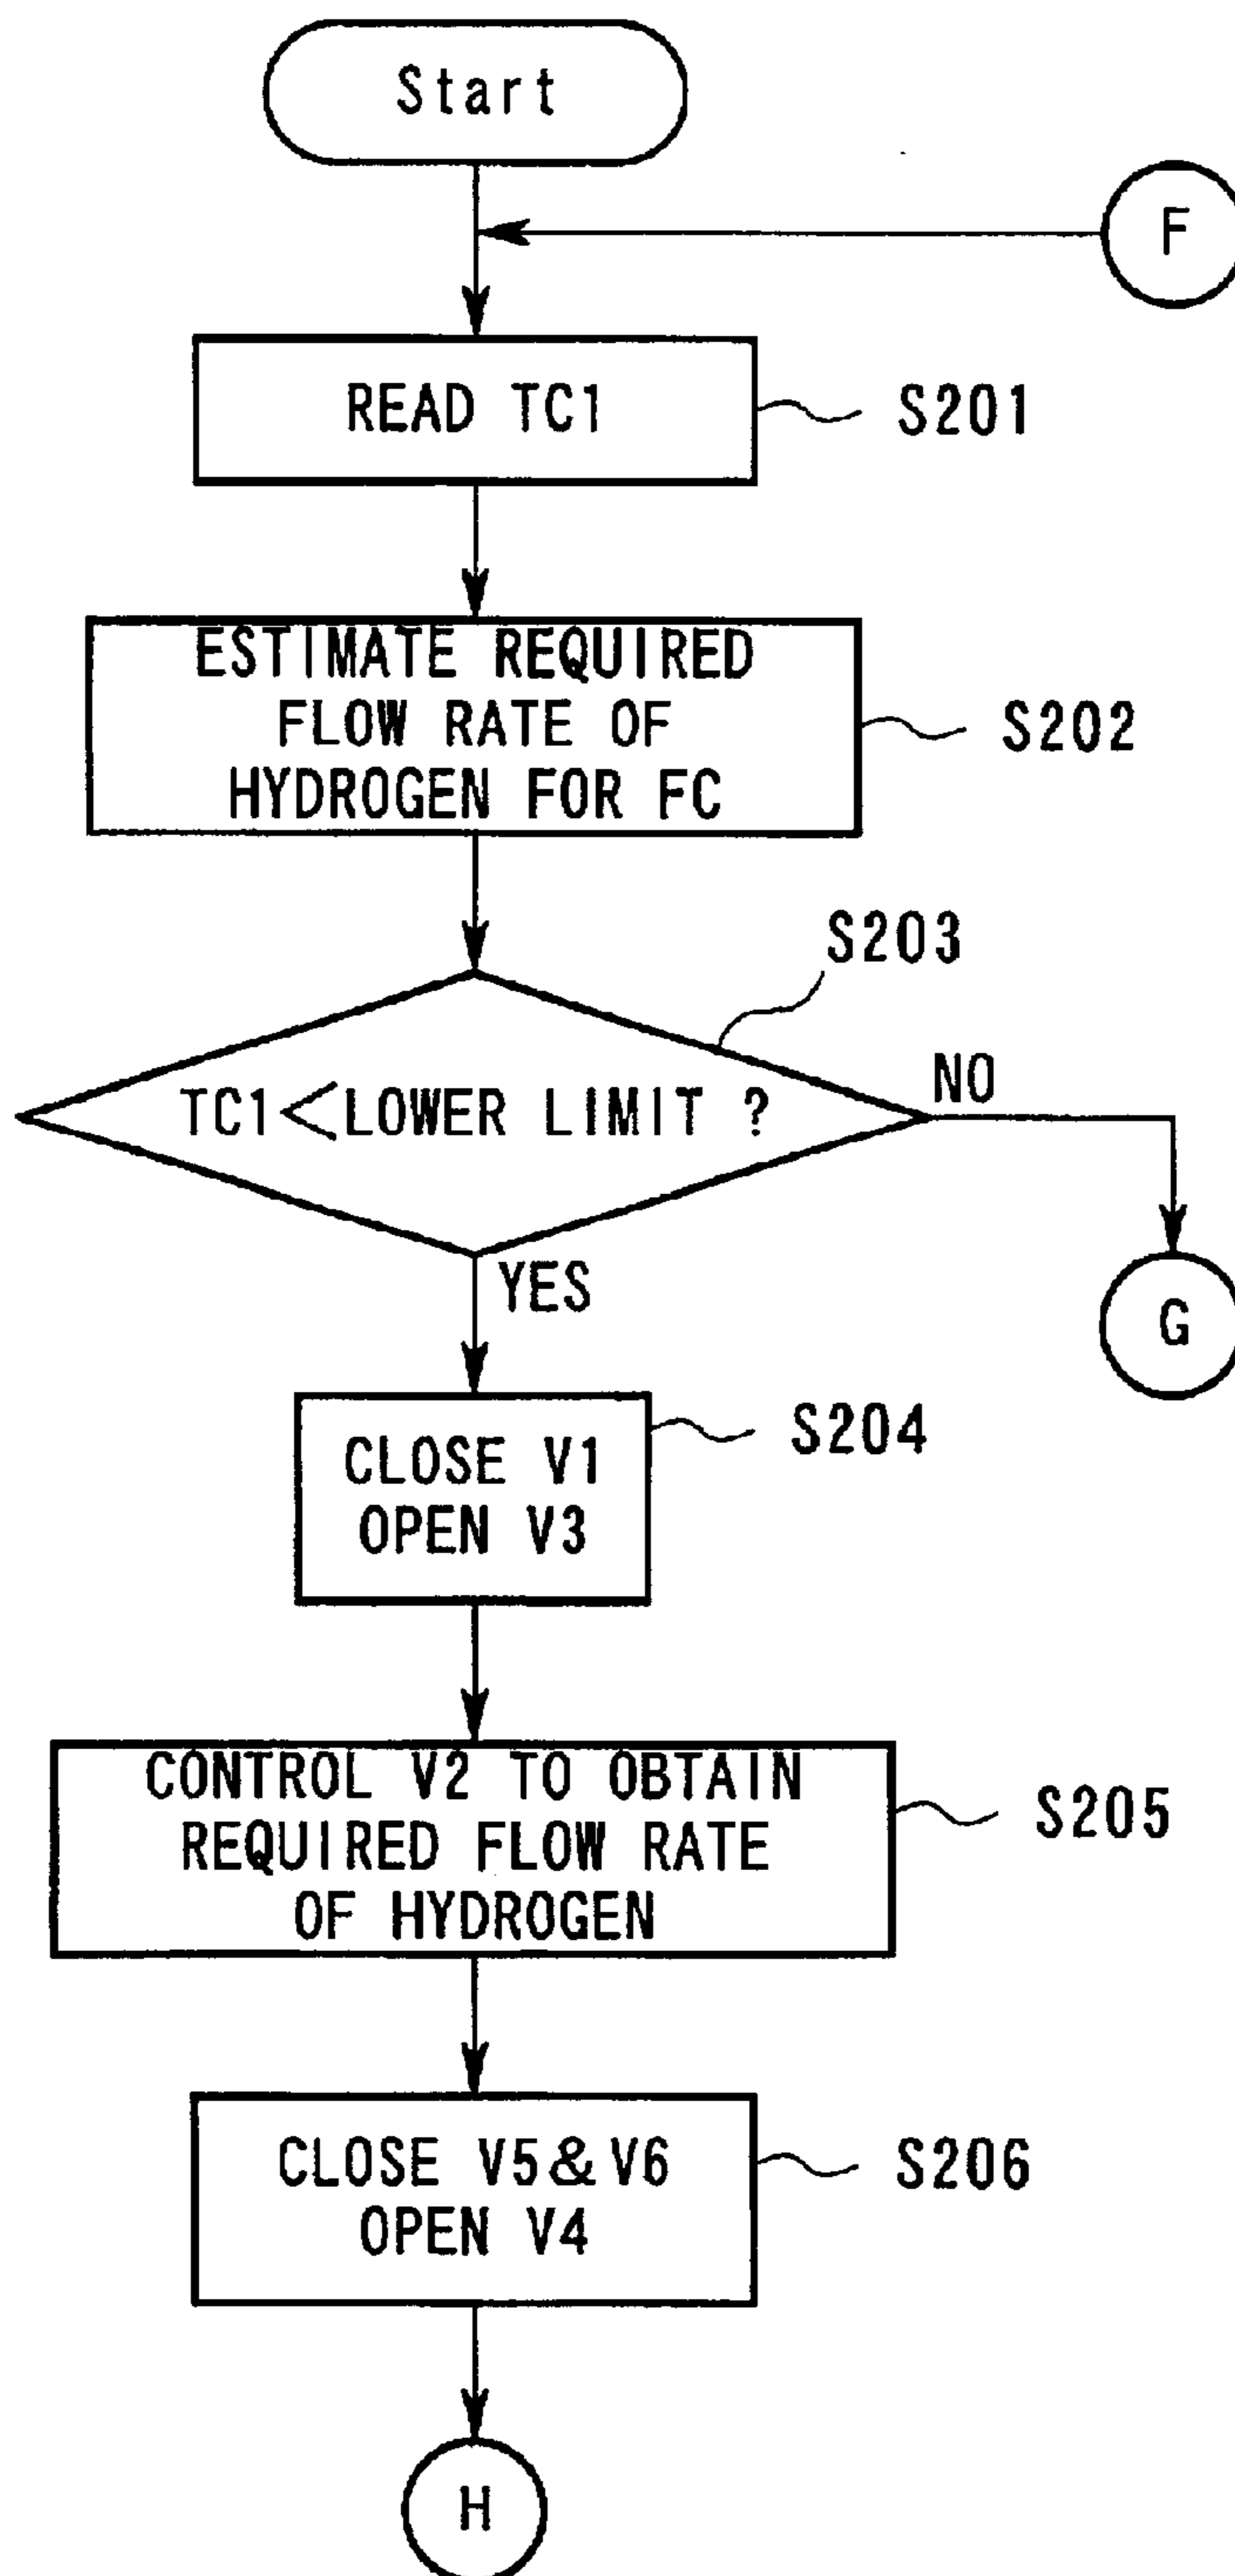 Start
F
READ TC1
S201
ESTIMATE REQUIRED
FLOW RATE OF
HYDROGEN FOR FC
S202
S203
TC1<LOWER LIMIT ?
NO
YES
G
CLOSE V1
OPEN V3
S204
CONTROL V2 TO OBTAIN
REQUIRED FLOW RATE
OF HYDROGEN
S205
CLOSE V5&V6
OPEN V4
S206
H